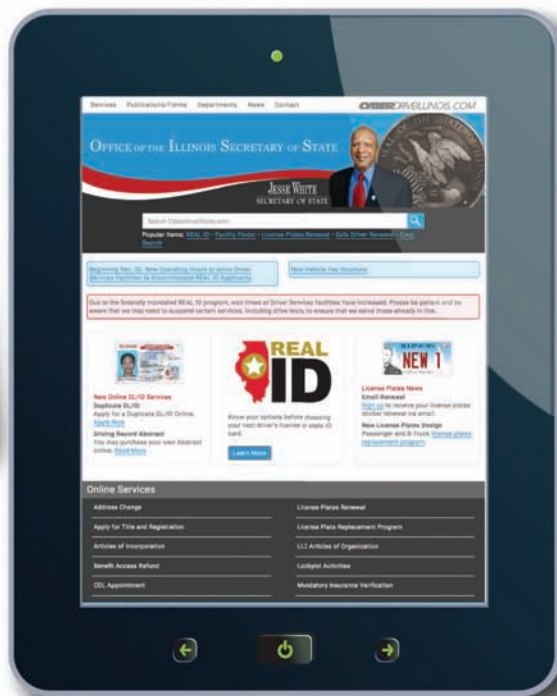 Services Publications/Forms Departments News Contact CYBERDRIVEILLINOIS.COM
OFFICE OF THE ILLINOIS SECRETARY OF STATE
JESSE WHITE
SECRETARY OF STATE
Search CyberdriveIllinois.com
Popular Items: REAL ID • Facility Finder • License Plates Renewal • Safe Driver Renewal • Corp
Search
Beginning Dec. 10, New Operating Hours at some Driver
Services Facilities to Accommodate REAL ID Applicants
New Vehicle Fee Questions
Due to the federally mandated REAL ID program, wait times at Driver Services facilities have increased. Please be patient and be
aware that we may need to suspend certain services, including drive tests to ensure that we serve those already in line.
New Online DL/ID Services
Duplicate DL/ID
Apply for a Duplicate DL/ID Online.
Apply Now
Driving Record Abstract
You may purchase your own Abstract
online. Read More
REAL
ID
Know your options before choosing
your next driver's license or state ID
card.
Learn More
ILLINOIS
NEW 1
License Plates News
Email Renewal
Sign up to receive your license plates
sticker renewal via email.
New License Plates Design
Passenger and B-Truck license plates
replacement program.
Online Services
Address Change
Apply for Title and Registration
Articles of Incorporation
Benefit Access Refund
CDL Appointment
License Plates Renewal
License Plate Replacement Program
LLC Articles of Organization
Lobbyist Activities
Mandatory Insurance Verification